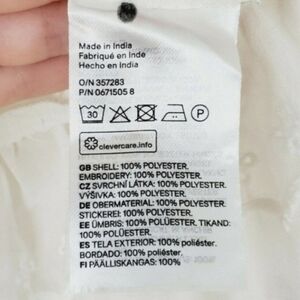 Made in India
Fabriqué en Inde
Hecho en India
O/N 357283
P/N 0671505 8
30
P
clevercare.info
GB SHELL: 100% POLYESTER.
EMBROIDERY: 100% POLYESTER.
CZ SVRCHNÍ LÁTKA: 100% POLYESTER.
VÝŠIVKA: 100% POLYESTER.
DE OBERMATERIAL: 100% POLYESTER.
STICKEREI: 100% POLYESTER.
EE ÜMBRIS: 100% POLÜESTER. TIKAND:
100% POLÜESTER.
ES TELA EXTERIOR: 100% poliéster.
BORDADO: 100% poliéster.
FI PÄÄLLISKANGAS: 100%